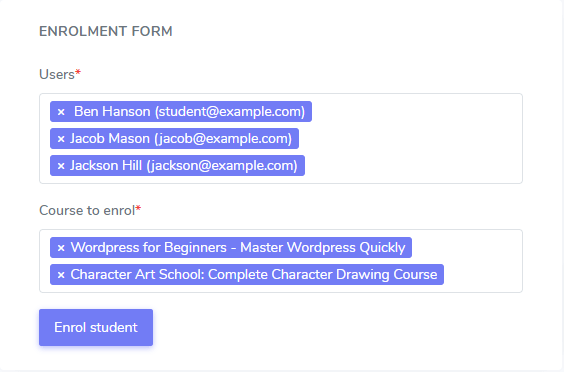 ENROLMENT FORM
Users*
× Ben Hanson (student@example.com)
× Jacob Mason (jacob@example.com)
× Jackson Hill (jackson@example.com)
Course to enrol*
× Wordpress for Beginners - Master Wordpress Quickly
× Character Art School: Complete Character Drawing Course
Enrol student